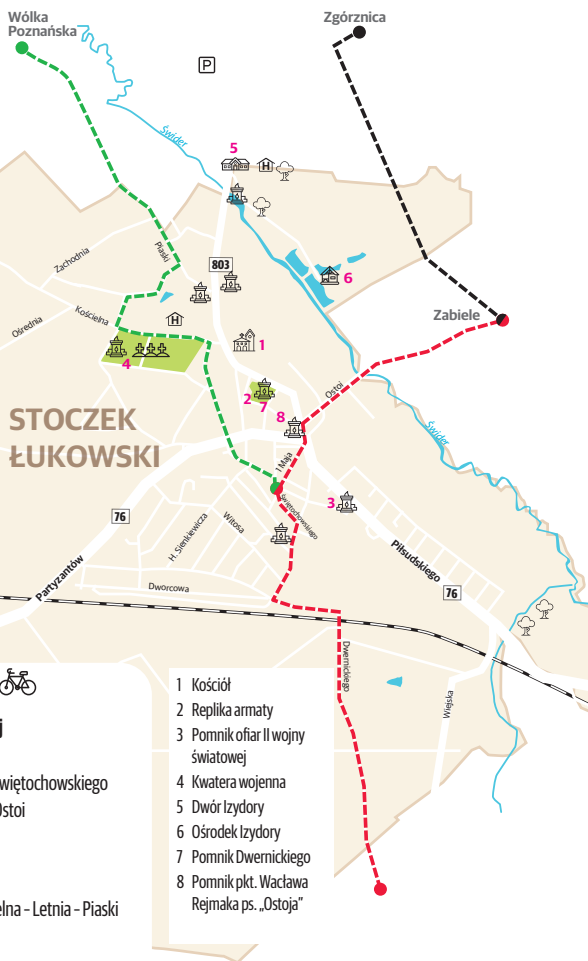 Wólka
Poznańska
Zgórznica
P
Świder
5
H
803
6
Piaski
Zachodnia
Zabiele
Kościelna
Ośrednia
H
1
4
Ostoi
2
7
STOCZEK
ŁUKOWSKI
8
Świder
1 Maja
Świętochowskiego
3
76
Witosa
H. Sienkiewicza
Piłsudskiego
76
Partyzantów
Dworcowa
Dwernickiego
Wiejska
j
więtochowskiego
Ostoi
elna - Letnia - Piaski
1 Kościół
2 Replika armaty
3 Pomnik ofiar II wojny
światowej
4 Kwatera wojenna
5 Dwór Izydory
6 Ośrodek Izydory
7 Pomnik Dwernickiego
8 Pomnik pkt. Wacława
Rejmaka ps. „Ostoja”